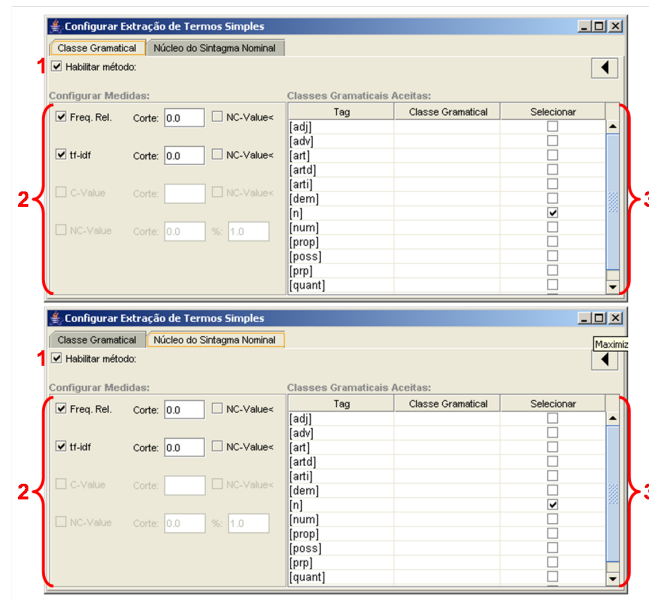 Configurar Extração de Termos Simples
Classe Gramatical Núcleo do Sintagma Nominal
1 Habilitar método:
Configurar Medidas: Classes Gramaticais Aceitas:
Tag Classe Gramatical Selecionar
Freq. Rel. Corte: 0.0 NC-Value<
[adj]
[adv]
tf-idf Corte: 0.0 NC-Value<
[art]
[artd]
[arti]
C-Value Corte: NC-Value<
[dem]
2 3
[n]
[num]
NC-Value Corte: 0.0 %: 1.0
[prop]
[poss]
[prp]
[quant]
Configurar Extração de Termos Simples
Classe Gramatical Núcleo do Sintagma Nominal
Maximiz
1 Habilitar método:
Configurar Medidas: Classes Gramaticais Aceitas:
Tag Classe Gramatical Selecionar
Freq. Rel. Corte: 0.0 NC-Value<
[adj]
[adv]
tf-idf Corte: 0.0 NC-Value<
[art]
[artd]
[arti]
C-Value Corte: NC-Value<
[dem]
2 3
[n]
[num]
NC-Value Corte: 0.0 %: 1.0
[prop]
[poss]
[prp]
[quant]